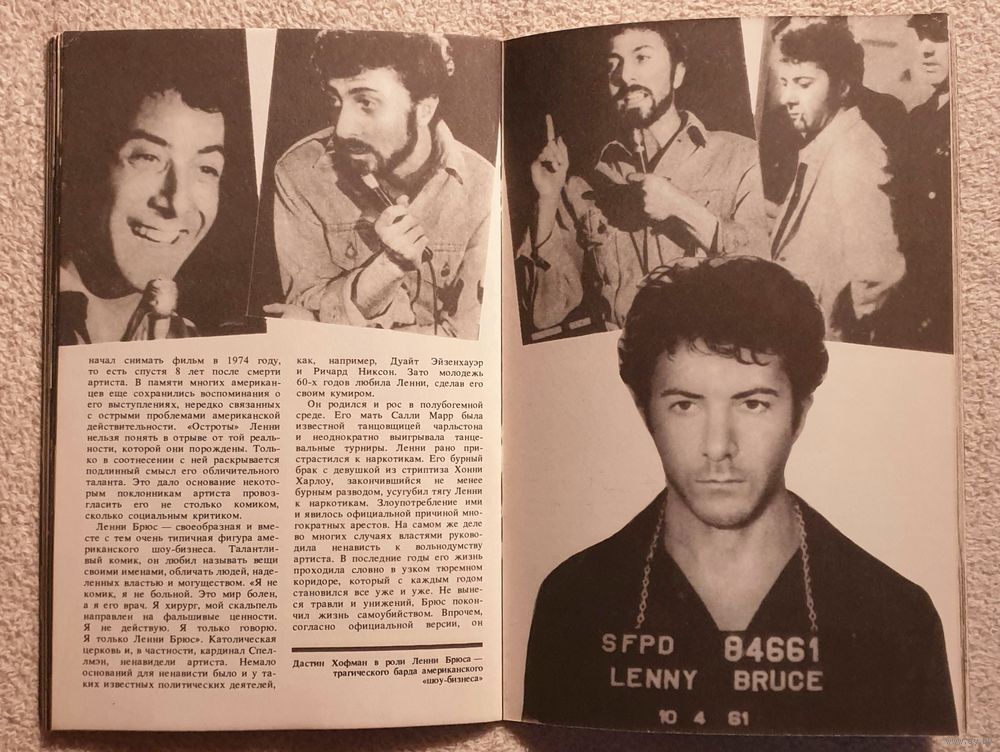 начал снимать фильм в 1974 году,
то есть спустя 8 лет после смерти
артиста. В памяти многих американ-
цев еще сохранились воспоминания о
его выступлениях, нередко связанных
с острыми проблемами американской
действительности. «Остроты» Ленни
нельзя понять в отрыве от той реаль-
ности, которой они порождены. Толь-
ко в соотнесении с ней раскрывается
подлинный смысл его обличительного
таланта. Это дало основание некото-
рым поклонникам артиста провоз-
гласить его не столько комиком,
сколько социальным критиком.
Ленни Брюс — своеобразная и вме-
сте с тем очень типичная фигура аме-
риканского шоу-бизнеса. Талантли-
вый комик, он любил называть вещи
своими именами, обличать людей, наде-
ленных властью и могуществом. «Я не
комик, я не больной. Это мир болен,
а я его врач. Я хирург, мой скальпель
направлен на фальшивые ценности.
Я не действую. Я только говорю.
Я только Ленни Брюс». Католическая
церковь и, в частности, кардинал Спел-
лмэн, ненавидели артиста. Немало
оснований для ненависти было и у та-
ких известных политических деятелей,
как, например, Дуайт Эйзенхауэр
и Ричард Никсон. Зато молодежь
60-х годов любила Ленни, сделав его
своим кумиром.
Он родился и рос в полубогемной
среде. Его мать Салли Марр была
известной танцовщицей чарльстона
и неоднократно выигрывала танце-
вальные турниры. Ленни рано при-
страстился к наркотикам. Его бурный
брак с девушкой из стриптиза Хонни
Харлоу, закончившийся не менее
бурным разводом, усугубил тягу Ленни
к наркотикам. Злоупотребление ими
и явилось официальной причиной мно-
гократных арестов. На самом же деле
во многих случаях властями руково-
дила ненависть к вольнодумству
артиста. В последние годы его жизнь
проходила словно в узком тюремном
коридоре, который с каждым годом
становился все уже и уже. Не выне-
ся травли и унижений, Брюс покон-
чил жизнь самоубийством. Впрочем,
согласно официальной версии, он
Дастин Хофман в роли Ленни Брюса —
трагического барда американского
«шоу-бизнеса»
SFPD 84661
LENNY BRUCE
10 4 61